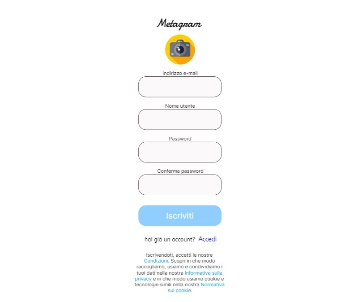 Metagram
Indirizzo e-mail
Nome utente
Password
Conferma password
Iscriviti
hai già un account? Accedi
Iscrivendoti, accetti le nostre
Condizioni. Scopri in che modo
raccogliamo, usiamo e condividiamo i
tuoi dati nella nostra Informativa sulla
privacy e in che modo usiamo cookie e
tecnologie simili nella nostra Normativa
sui cookie.